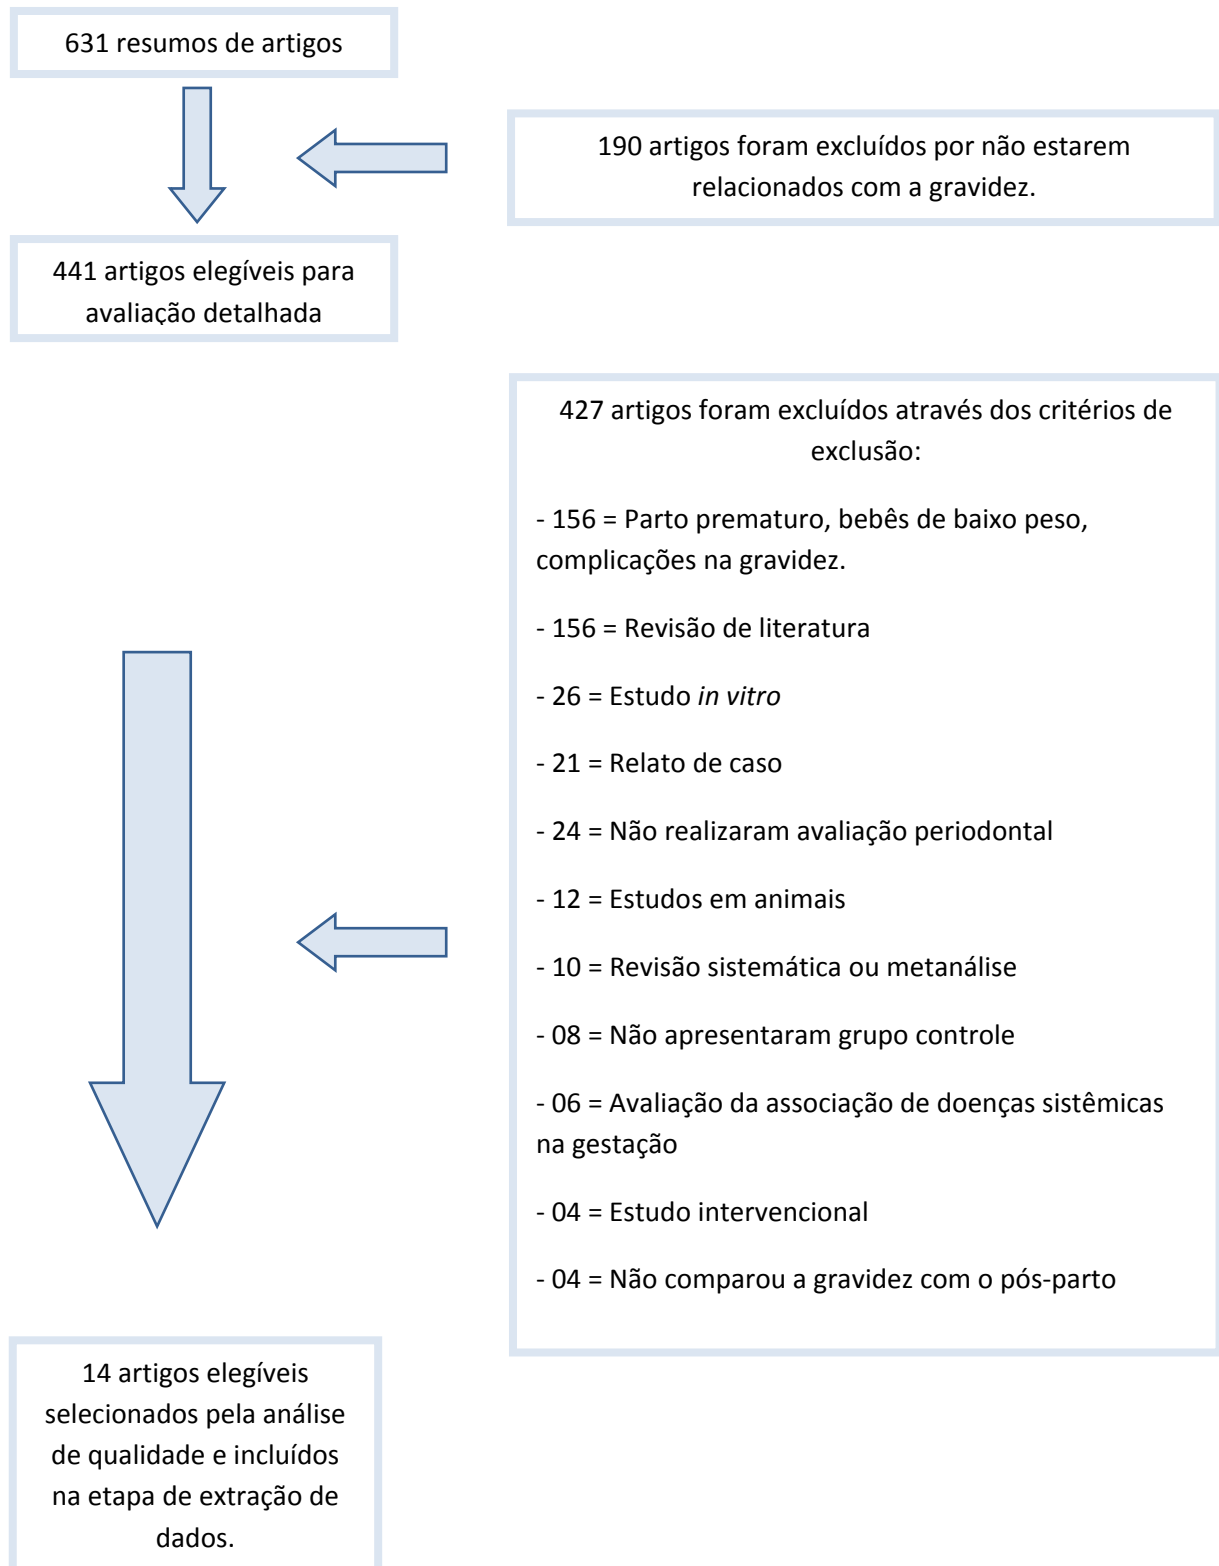 631 resumos de artigos
190 artigos foram excluídos por não estarem
relacionados com a gravidez.
441 artigos elegíveis para
avaliação detalhada
427 artigos foram excluídos através dos critérios de
exclusão:
- 156 = Parto prematuro, bebês de baixo peso,
complicações na gravidez.
- 156 = Revisão de literatura
- 26 = Estudo in vitro
- 21 = Relato de caso
- 24 = Não realizaram avaliação periodontal
- 12 = Estudos em animais
- 10 = Revisão sistemática ou metanálise
- 08 = Não apresentaram grupo controle
- 06 = Avaliação da associação de doenças sistêmicas
na gestação
- 04 = Estudo intervencional
- 04 = Não comparou a gravidez com o pós-parto
14 artigos elegíveis
selecionados pela análise
de qualidade e incluídos
na etapa de extração de
dados.